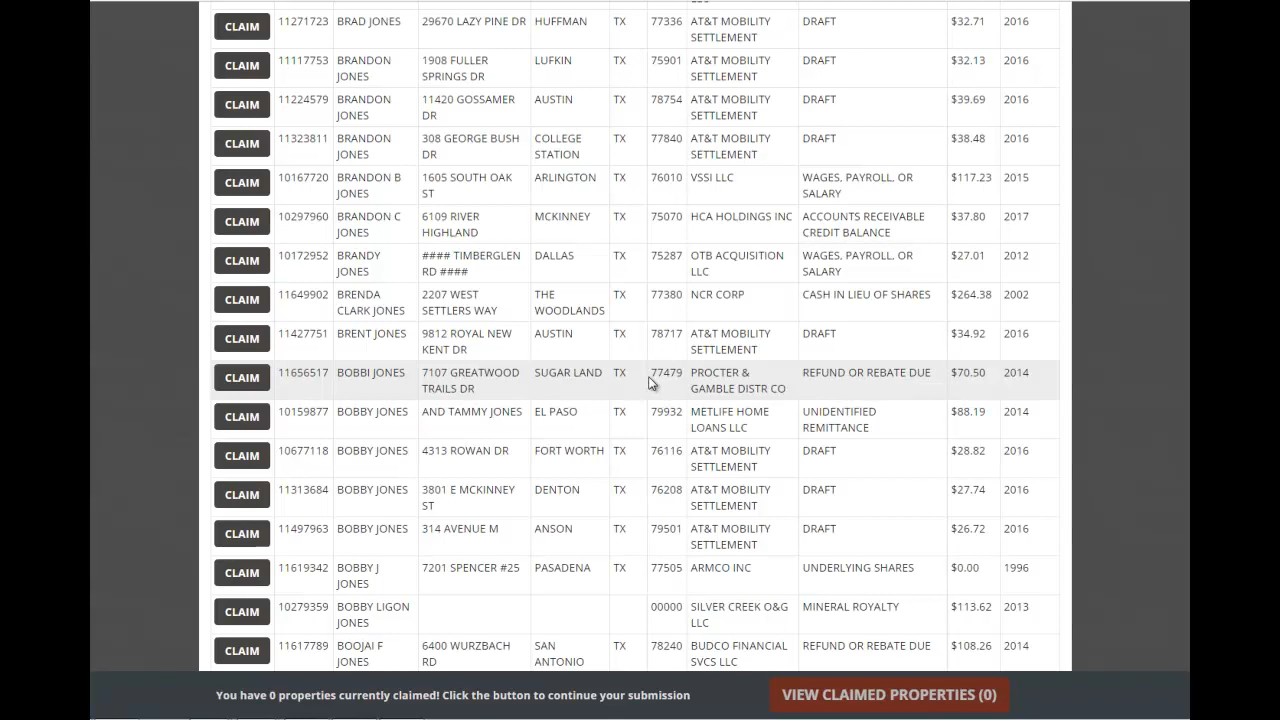 CLAIM 11271723 BRAD JONES 29670 LAZY PINE DR HUFFMAN TX 77336 AT&T MOBILITY DRAFT $32.71 2016
SETTLEMENT
CLAIM 11117753 BRANDON 1908 FULLER LUFKIN TX 75901 AT&T MOBILITY DRAFT $32.13 2016
JONES SPRINGS DR SETTLEMENT
CLAIM 11224579 BRANDON 11420 GOSSAMER AUSTIN TX 78754 AT&T MOBILITY DRAFT $39.69 2016
JONES DR SETTLEMENT
CLAIM 11323811 BRANDON 308 GEORGE BUSH COLLEGE TX 77840 AT&T MOBILITY DRAFT $38.48 2016
JONES DR STATION SETTLEMENT
CLAIM 10167720 BRANDON B 1605 SOUTH OAK ARLINGTON TX 76010 VSSI LLC WAGES, PAYROLL, OR $117.23 2015
JONES ST SALARY
CLAIM 10297960 BRANDON C 6109 RIVER MCKINNEY TX 75070 HCA HOLDINGS INC ACCOUNTS RECEIVABLE $37.80 2017
JONES HIGHLAND CREDIT BALANCE
CLAIM 10172952 BRANDY #### TIMBERGLEN DALLAS TX 75287 OTB ACQUISITION WAGES, PAYROLL, OR $27.01 2012
JONES RD #### LLC SALARY
CLAIM 11649902 BRENDA 2207 WEST THE TX 77380 NCR CORP CASH IN LIEU OF SHARES $264.38 2002
CLARK JONES SETTLERS WAY WOODLANDS
CLAIM 11427751 BRENT JONES 9812 ROYAL NEW AUSTIN TX 78717 AT&T MOBILITY DRAFT $34.92 2016
KENT DR SETTLEMENT
CLAIM 11656517 BOBBI JONES 7107 GREATWOOD SUGAR LAND TX 77479 PROCTER & REFUND OR REBATE DUE $70.50 2014
TRAILS DR GAMBLE DISTR CO
CLAIM 10159877 BOBBY JONES AND TAMMY JONES EL PASO TX 79932 METLIFE HOME UNIDENTIFIED $88.19 2014
LOANS LLC REMITTANCE
CLAIM 10677118 BOBBY JONES 4313 ROWAN DR FORT WORTH TX 76116 AT&T MOBILITY DRAFT $28.82 2016
SETTLEMENT
CLAIM 11313684 BOBBY JONES 3801 E MCKINNEY DENTON TX 76208 AT&T MOBILITY DRAFT $27.74 2016
ST SETTLEMENT
CLAIM 11497963 BOBBY JONES 314 AVENUE M ANSON TX 79501 AT&T MOBILITY DRAFT $26.72 2016
SETTLEMENT
CLAIM 11619342 BOBBY J 7201 SPENCER #25 PASADENA TX 77505 ARMCO INC UNDERLYING SHARES $0.00 1996
JONES
CLAIM 10279359 BOBBY LIGON 00000 SILVER CREEK O&G MINERAL ROYALTY $113.62 2013
JONES LLC
CLAIM 11617789 BOOJAI F 6400 WURZBACH SAN TX 78240 BUDCO FINANCIAL REFUND OR REBATE DUE $108.26 2014
JONES RD ANTONIO SVCS LLC
You have 0 properties currently claimed! Click the button to continue your submission VIEW CLAIMED PROPERTIES (0)